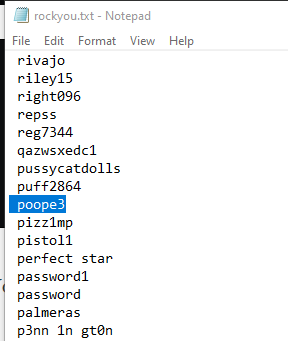 rockyou.txt - Notepad
File Edit Format View Help
rivajo
riley15
right096
repss
reg7344
qazwsxedc1
pussycatdolls
puff2864
poope3
pizz1mp
pistol1
perfect star
password1
password
palmeras
p3nn 1n gt0n